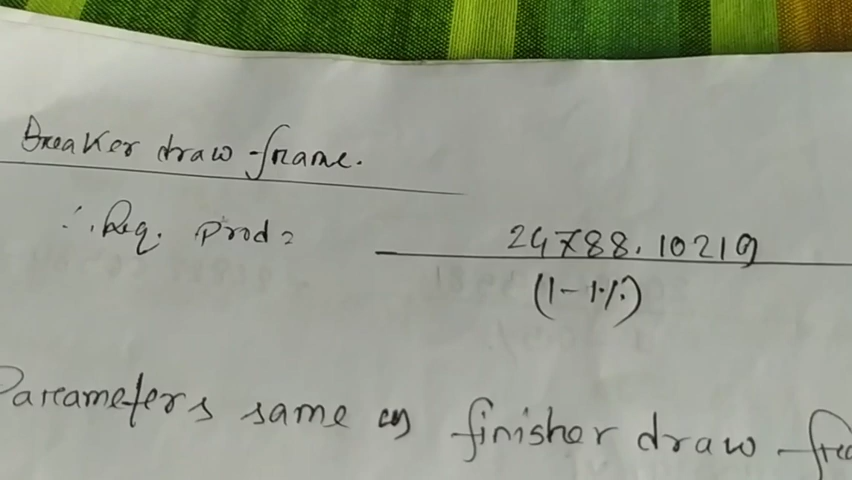 Breaker draw frame.
∴ Req. Prod = 24788.10219
(1-1%)
Parameters same as finisher draw